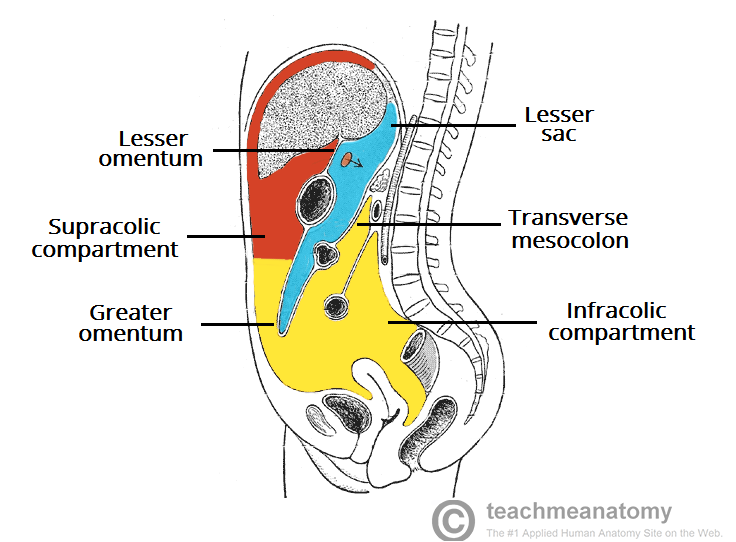 Lesser
omentum
Supracolic
compartment
Greater
omentum
Lesser
sac
Transverse
mesocolon
Infracolic
compartment
© teachmeanatomy
The #1 Applied Human Anatomy Site on the Web.